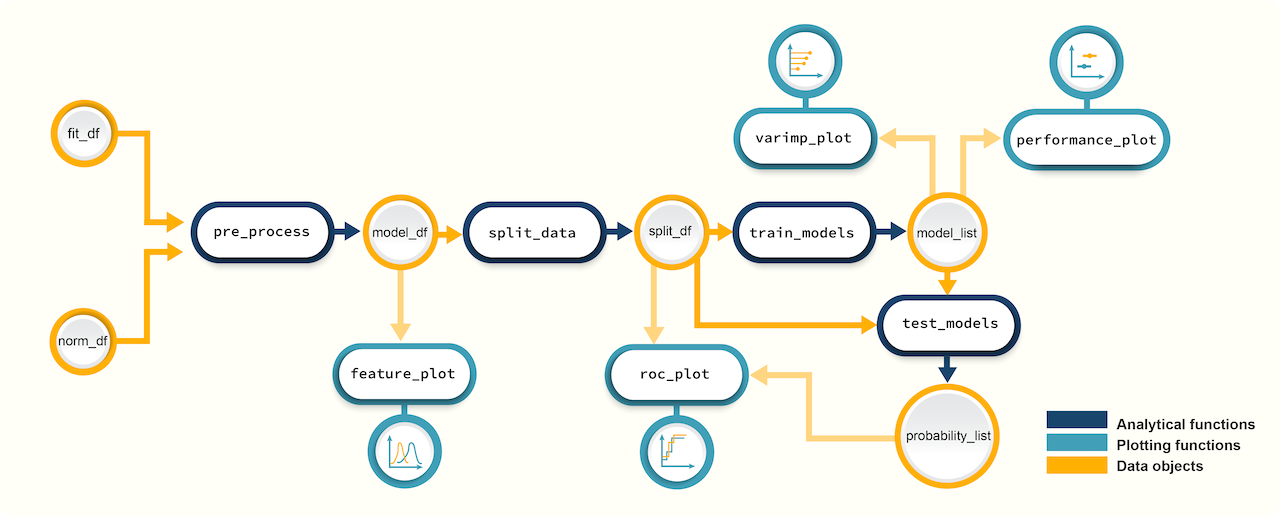 fit_df
norm_df
pre_process
model_df
feature_plot
split_data
split_df
roc_plot
train_models
varimp_plot
performance_plot
model_list
test_models
probability_list
Analytical functions
Plotting functions
Data objects